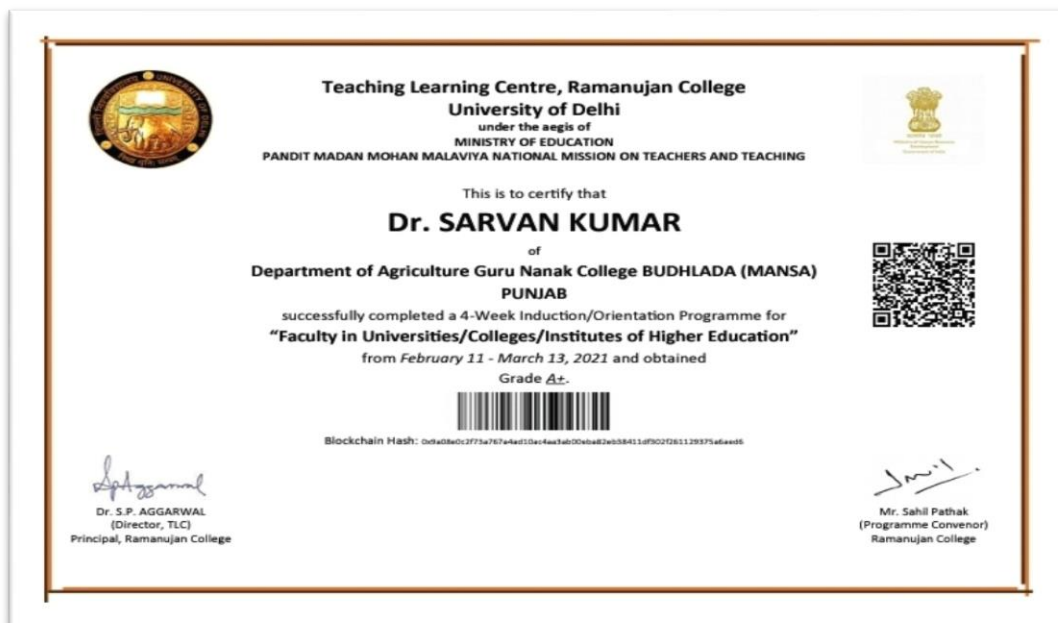 Teaching Learning Centre, Ramanujan College
University of Delhi
under the aegis of
MINISTRY OF EDUCATION
PANDIT MADAN MOHAN MALAVIYA NATIONAL MISSION ON TEACHERS AND TEACHING
This is to certify that
Dr. SARVAN KUMAR
of
Department of Agriculture Guru Nanak College BUDHLADA (MANSA)
PUNJAB
successfully completed a 4-Week Induction/Orientation Programme for
“Faculty in Universities/Colleges/Institutes of Higher Education”
from February 11 - March 13, 2021 and obtained
Grade A+.
Blockchain Hash:
Dr. S.P. AGGARWAL
(Director, TLC)
Principal, Ramanujan College
Mr. Sahil Pathak
(Programme Convenor)
Ramanujan College